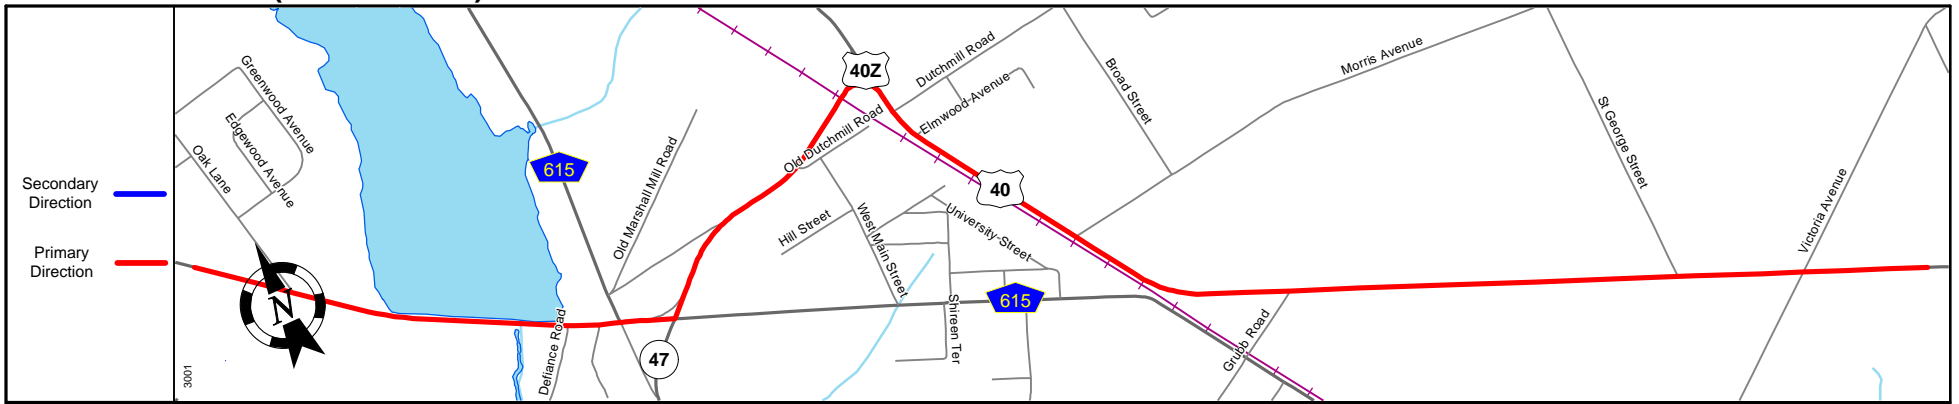 Secondary
Direction
Primary
Direction
Greenwood Avenue
Edgewood Avenue
Oak Lane
N
3001
615
Old Marshall Mill Road
Defiance Road
47
40Z
Dutchmill Road
Elmwood Avenue
Old Dutchmill Road
Hill Street
West Main Street
University Street
Shireen Ter
615
40
Broad Street
Morris Avenue
St George Street
Victoria Avenue
Grubb Road